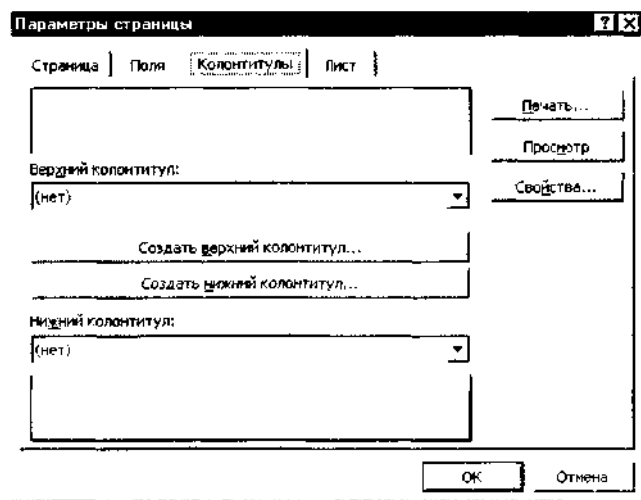 Параметры страницы
Страница Поля Колонтитулы Лист
Печать...
Просмотр
Свойства...
Верхний колонтитул:
(нет)
Создать верхний колонтитул...
Создать нижний колонтитул...
Нижний колонтитул:
(нет)
ОК Отмена